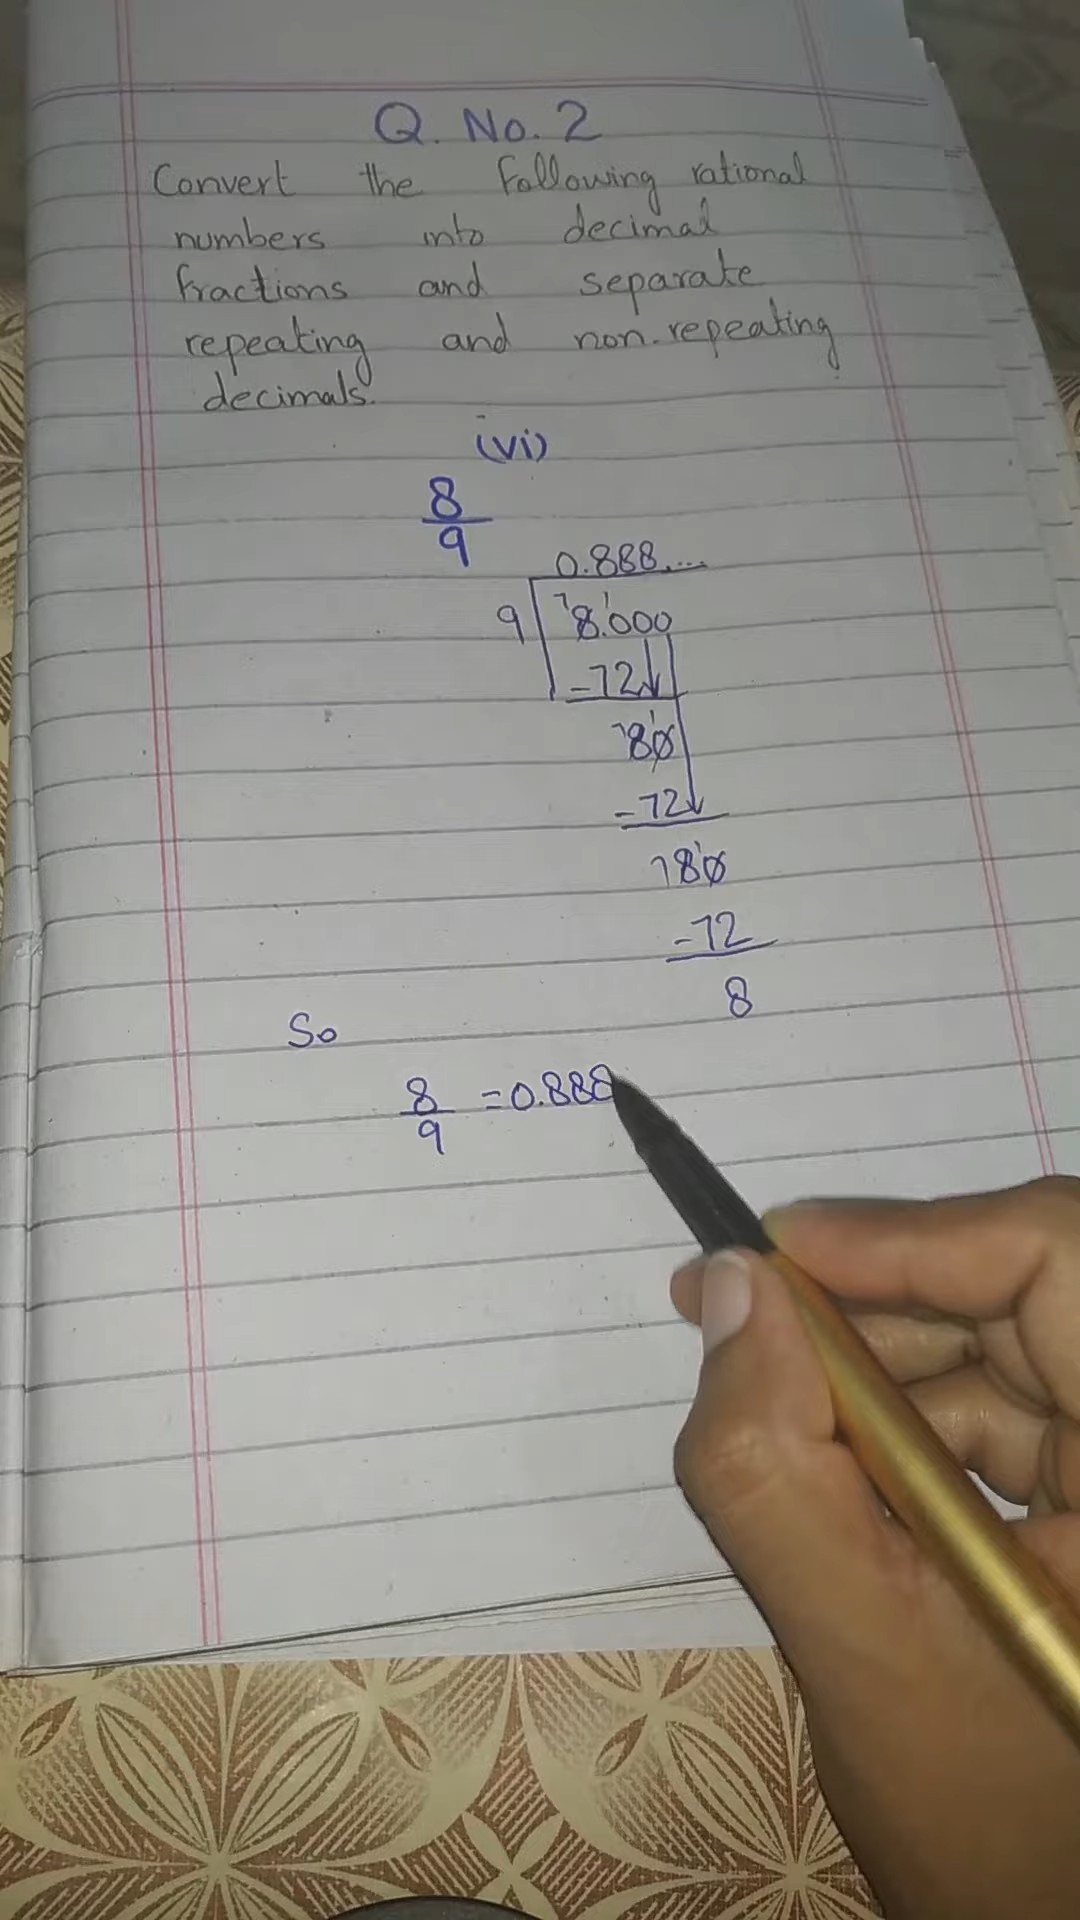 Q. No. 2
Convert the following rational
numbers into decimal
fractions and separate
repeating and non-repeating
decimals.
(vi)
8
9
0.888....
9 8.000
-72
80
-72
80
-72
8
So
8
9
=0.888